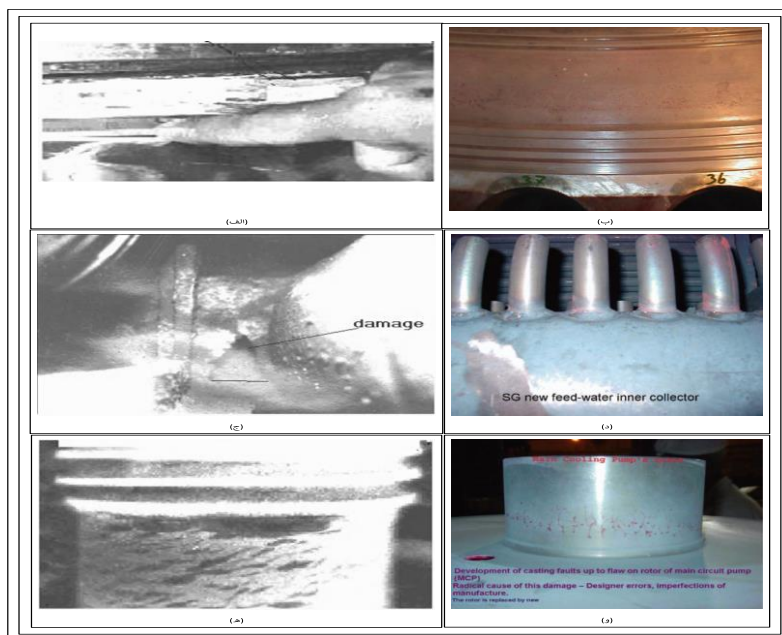 (الف)
37
36
(ب)
damage
(ج)
SG new feed-water inner collector
(د)
(ه)
Development of casting faults up to flaw on rotor of main circuit pump
(MCP)
Radical cause of this damage – Designer errors, imperfections of
manufacture.
The rotor is replaced by new
(و)